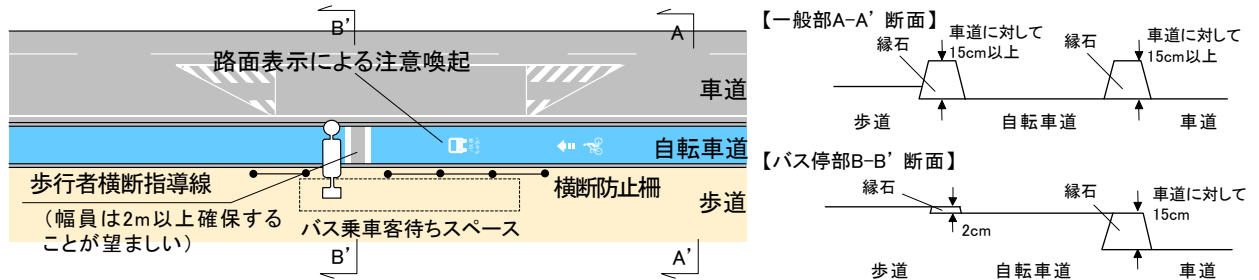 B'
A
路面表示による注意喚起
車道
自転車道
歩行者横断指導線
(幅員は2m以上確保する
ことが望ましい)
横断防止柵
歩道
バス乗車客待ちスペース
B'
A'
【一般部A-A' 断面】
縁石
車道に対して
15cm以上
縁石
車道に対して
15cm以上
歩道
自転車道
車道
【バス停部B-B' 断面】
縁石
2cm
縁石
車道に対して
15cm
歩道
自転車道
車道